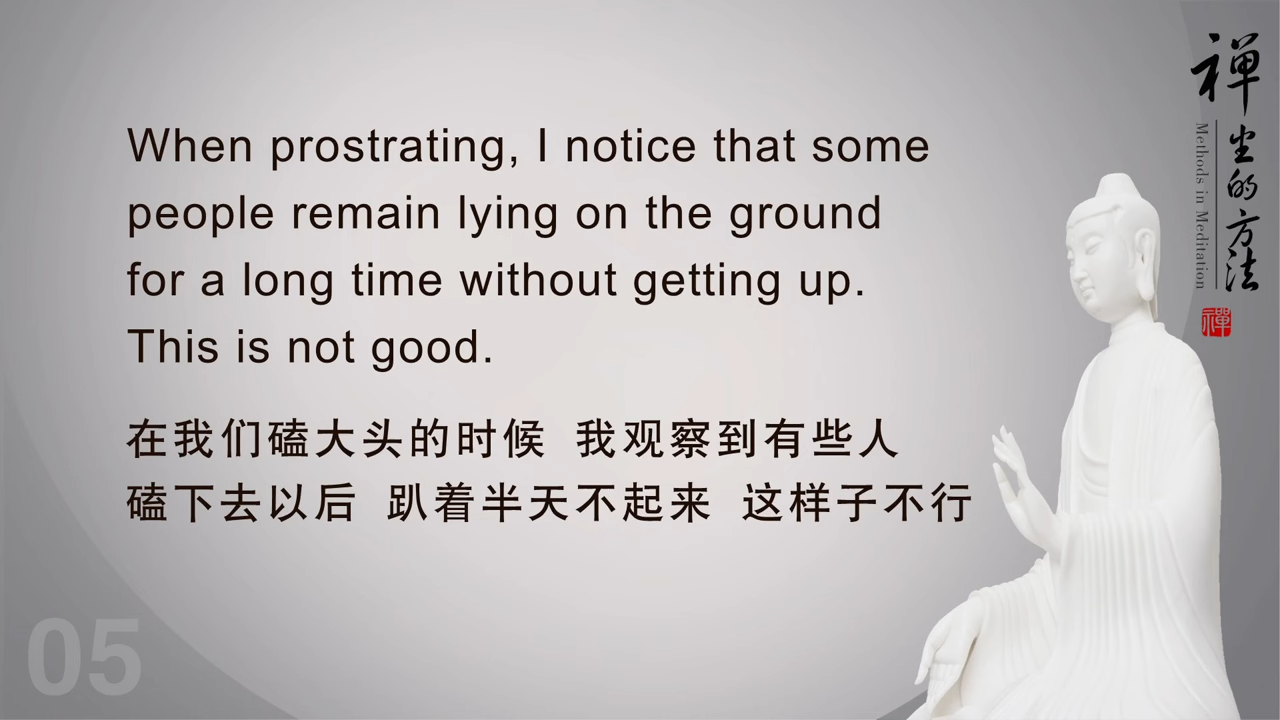 When prostrating, I notice that some
people remain lying on the ground
for a long time without getting up.
This is not good.
在我们磕大头的时候 我观察到有些人
磕下去以后 趴着半天不起来 这样子不行
禅坐的方法
Methods in Meditation
禪
05